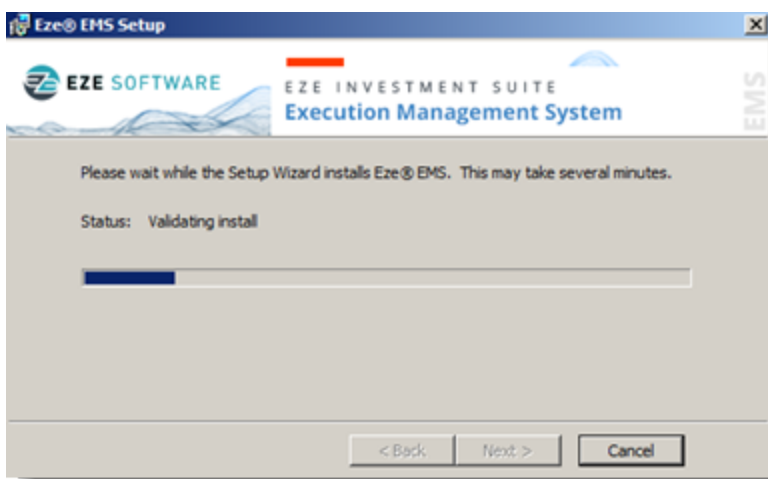 Eze® EMS Setup
EZE SOFTWARE
EZE INVESTMENT SUITE
Execution Management System
EMS
Please wait while the Setup Wizard installs Eze® EMS. This may take several minutes.
Status: Validating install
< Back Next > Cancel